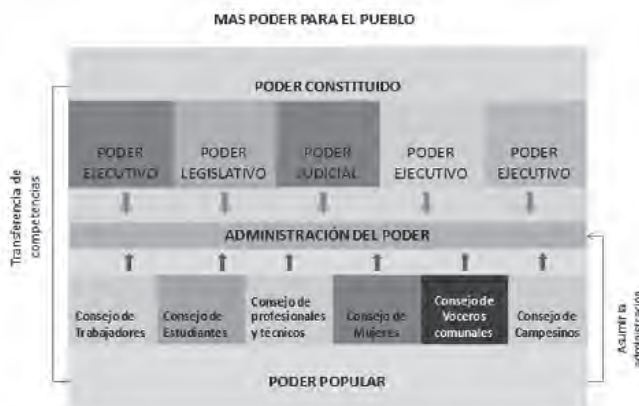 MAS PODER PARA EL PUEBLO
PODER CONSTITUIDO
PODER
EJECUTIVO
PODER
LEGISLATIVO
PODER
JUDICIAL
PODER
EJECUTIVO
PODER
EJECUTIVO
Transferencia de
competencias
ADMINISTRACIÓN DEL PODER
Consejo de
Trabajadores
Consejo de
Estudiantes
Consejo de
profesionales
y técnicos
Consejo de
Mujeres
Consejo de
Voceros
comunales
Consejo de
Campesinos
Asumir la
administración
PODER POPULAR